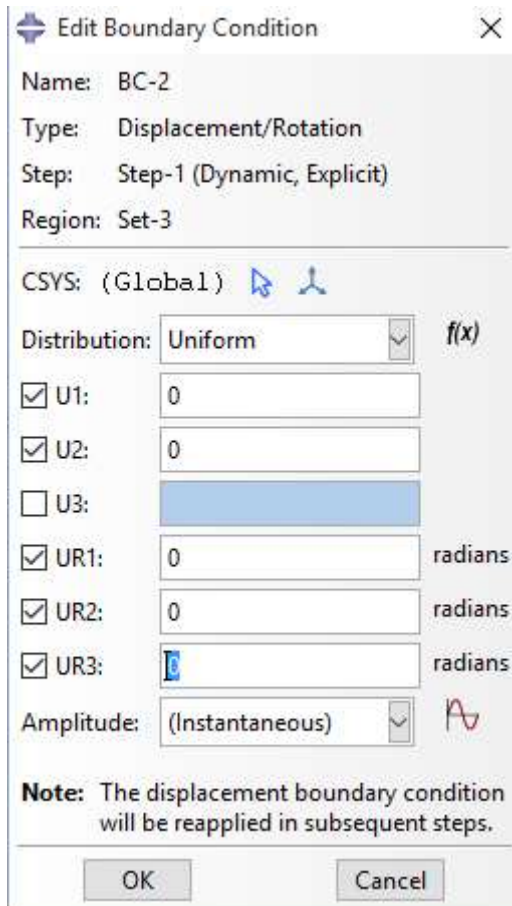 Edit Boundary Condition
Name: BC-2
Type: Displacement/Rotation
Step: Step-1 (Dynamic, Explicit)
Region: Set-3
CSYS: (Global)
Distribution: Uniform f(x)
U1: 0
U2: 0
U3:
UR1: 0 radians
UR2: 0 radians
UR3: 0 radians
Amplitude: (Instantaneous)
Note: The displacement boundary condition
will be reapplied in subsequent steps.
OK Cancel